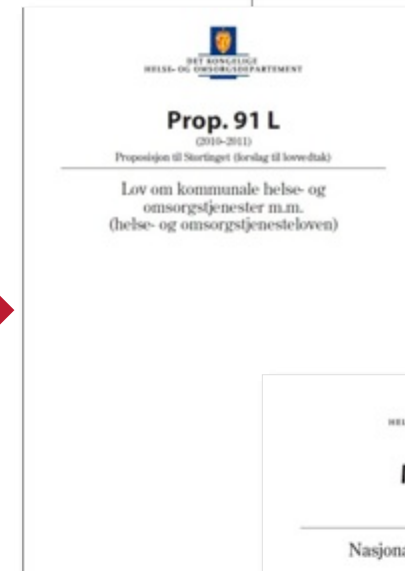 DET KONGELIGE
HELSE- OG OMSORGSDEPARTEMENT
Prop. 91 L
(2010–2011)
Proposisjon til Stortinget (forslag til lovvedtak)
Lov om kommunale helse- og
omsorgstjenester m.m.
(helse- og omsorgstjenesteloven)